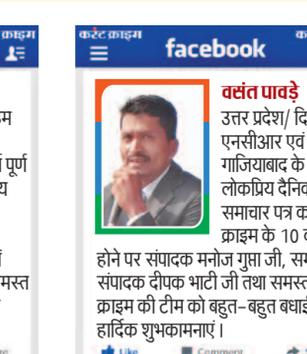 क्राइम
करंट क्राइम
facebook
पूर्ण
वसंत पावड़े
उत्तर प्रदेश/
एनसीआर एवं
गाजियाबाद के
लोकप्रिय दैनिक
समाचार पत्र
क्राइम के 10
होने पर संपादक मनोज गुप्ता जी,
संपादक दीपक भाटी जी तथा समस्त
क्राइम की टीम को बहुत-बहुत बधाई
हार्दिक शुभकामनाएं।
Like Comment